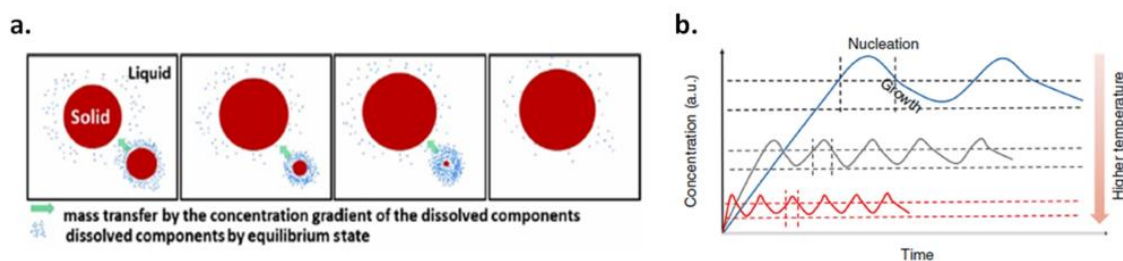 a.
Liquid
Solid
mass transfer by the concentration gradient of the dissolved components
dissolved components by equilibrium state
b.
Nucleation
Growth
Concentration (a.u.)
Time
Higher temperature